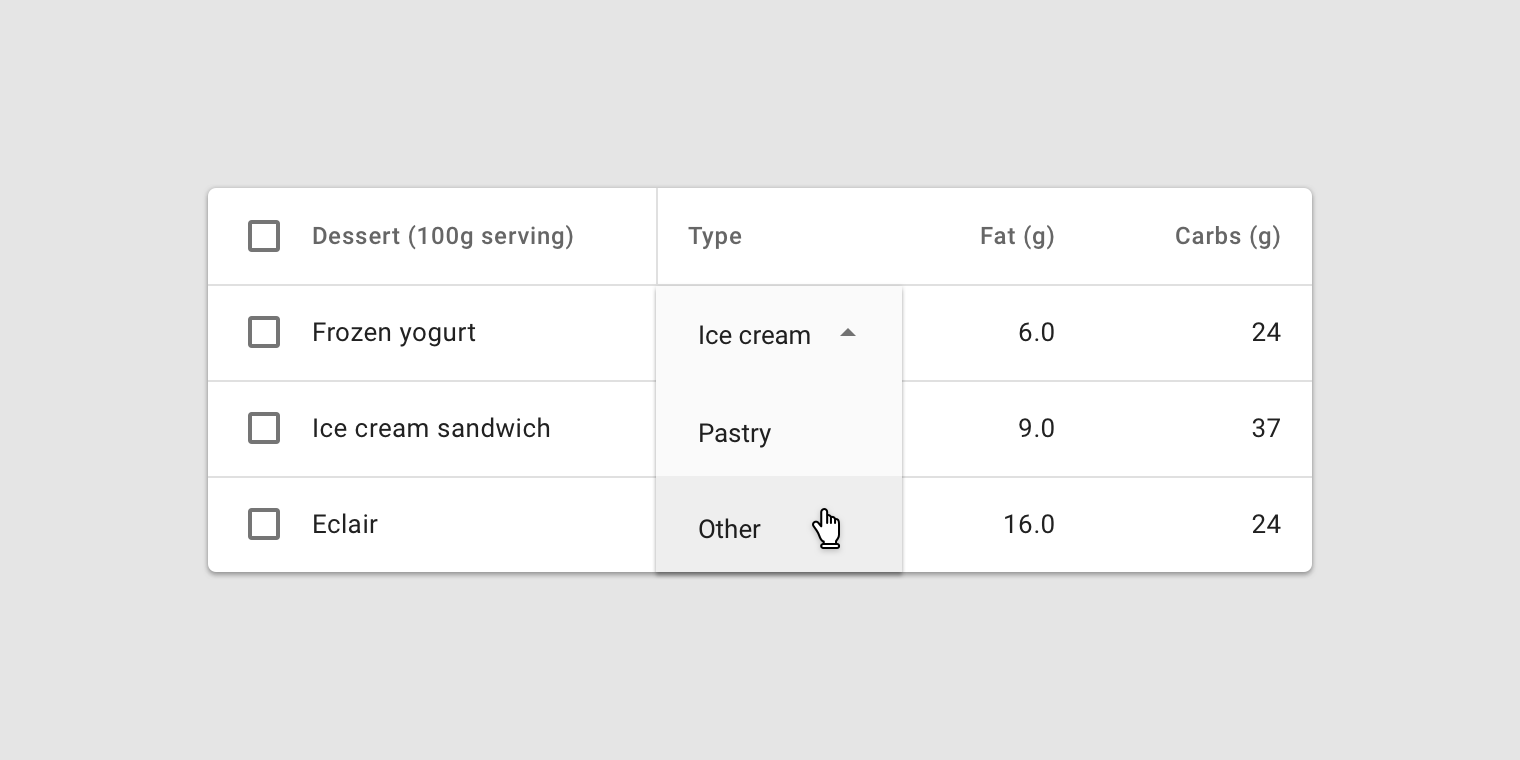 Dessert (100g serving) Type Fat (g) Carbs (g)
Frozen yogurt Ice cream 6.0 24
Ice cream sandwich Pastry 9.0 37
Eclair Other 16.0 24